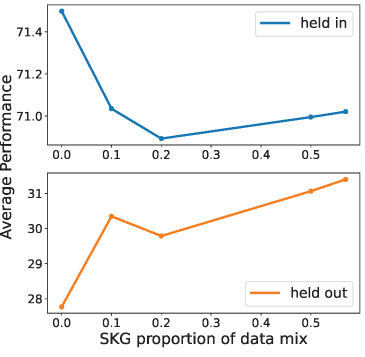 held in
71.4
71.2
71.0
0.0 0.1 0.2 0.3 0.4 0.5
Average Performance
31
30
29
28
held out
0.0 0.1 0.2 0.3 0.4 0.5
SKG proportion of data mix